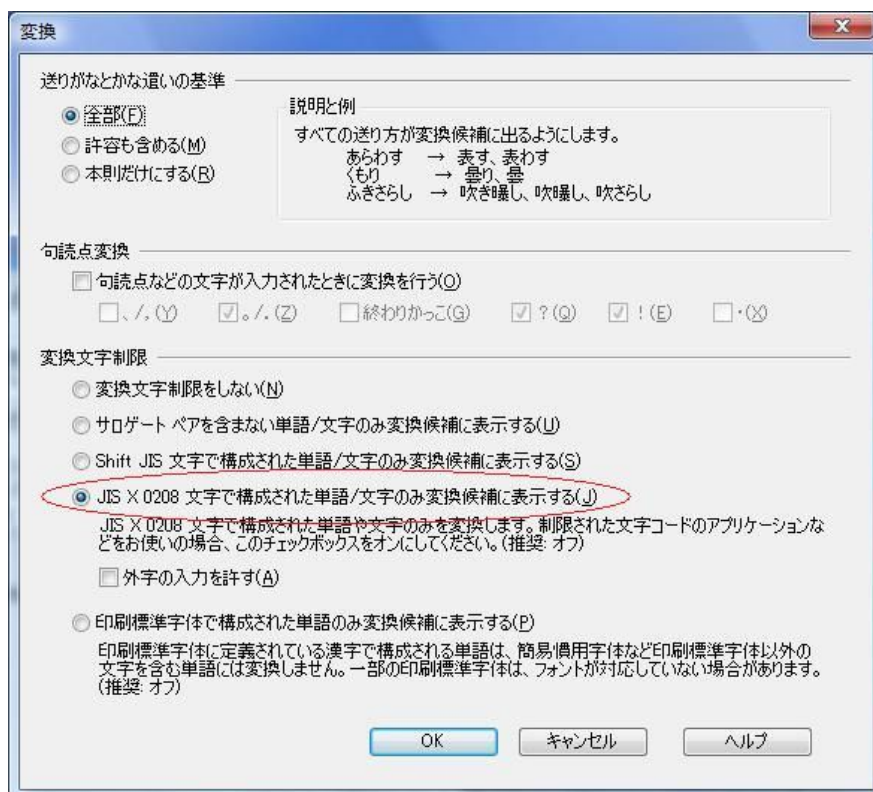 変換
送りがなとかな遣いの基準
全部(F)
許容も含める(M)
本則だけにする(R)
説明と例
すべての送り方が変換候補に出るようにします。
あらわす → 表す、表わす
くもり → 曇り、曇
ふきさらし → 吹き曝し、吹曝し、吹さらし
句読点変換
句読点などの文字が入力されたときに変換を行う(O)
、/,(Y) 。/.(Z) 終わりかっこ(G) ?(Q) !(E) ・(X)
変換文字制限
変換文字制限をしない(N)
サロゲート ペアを含まない単語/文字のみ変換候補に表示する(U)
Shift JIS 文字で構成された単語/文字のみ変換候補に表示する(S)
JIS X 0208 文字で構成された単語/文字のみ変換候補に表示する(J)
JIS X 0208 文字で構成された単語や文字のみを変換します。制限された文字コードのアプリケーションな
どをお使いの場合、このチェックボックスをオンにしてください。(推奨: オフ)
外字の入力を許す(A)
印刷標準字体で構成された単語のみ変換候補に表示する(P)
印刷標準字体に定義されている漢字で構成される単語は、簡易慣用字体など印刷標準字体以外の
文字を含む単語には変換しません。一部の印刷標準字体は、フォントが対応していない場合があります。
(推奨: オフ)
OK キャンセル ヘルプ